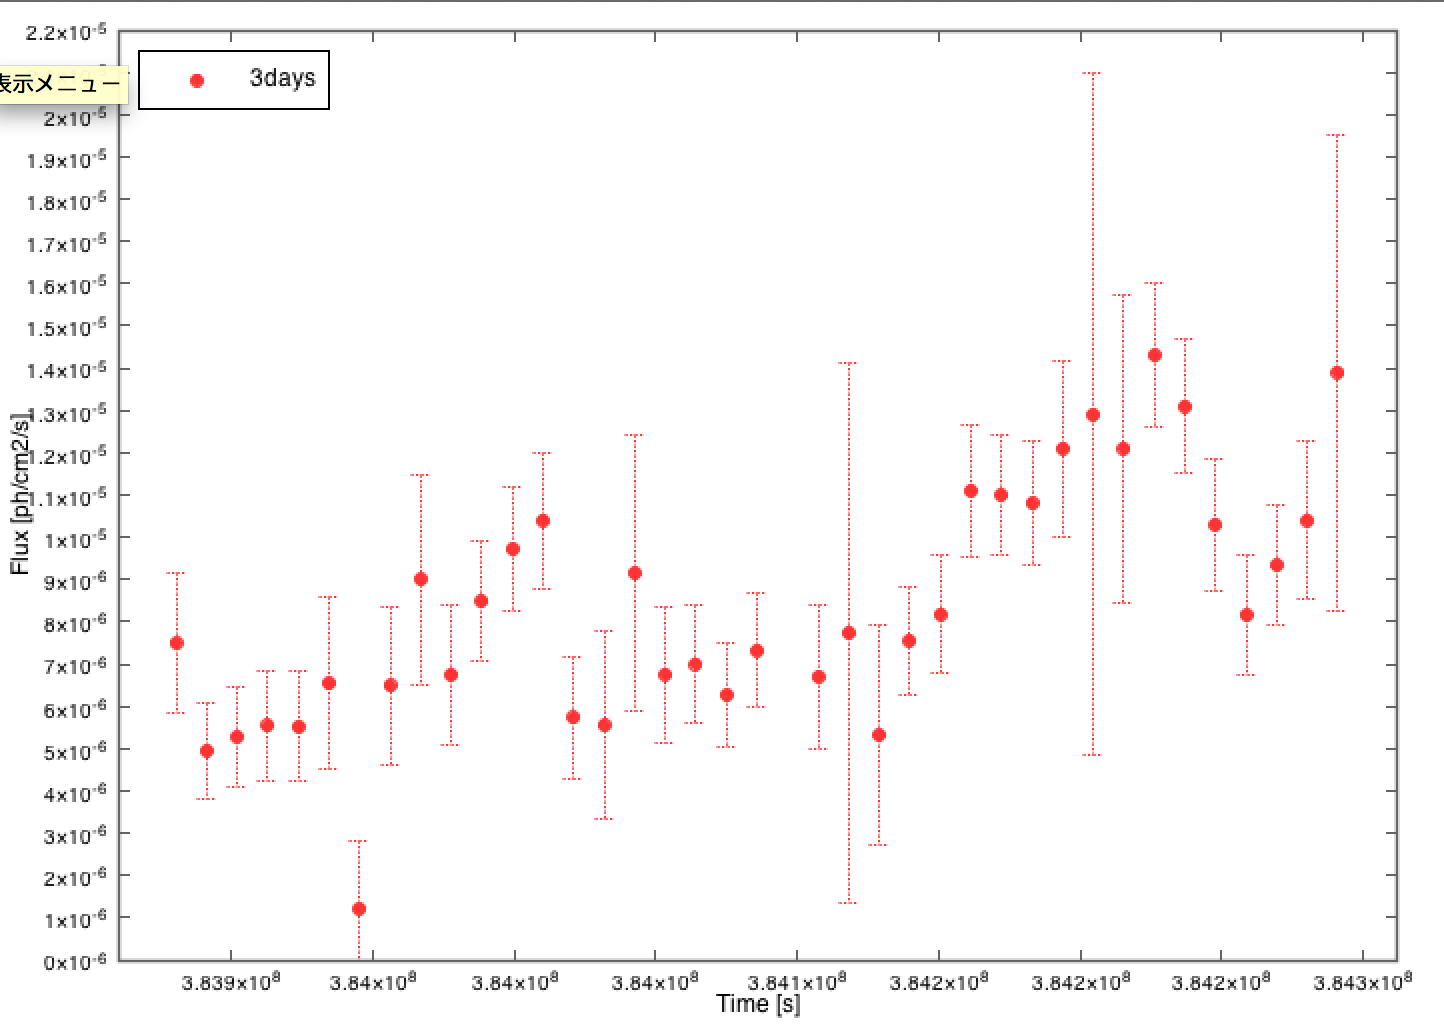 2.2x10⁻⁵
表示メニュー
3days
2x10⁻⁵
1.9x10⁻⁵
1.8x10⁻⁵
1.7x10⁻⁵
1.6x10⁻⁵
1.5x10⁻⁵
1.4x10⁻⁵
1.3x10⁻⁵
1.2x10⁻⁵
1.1x10⁻⁵
1x10⁻⁵
9x10⁻⁶
8x10⁻⁶
7x10⁻⁶
6x10⁻⁶
5x10⁻⁶
4x10⁻⁶
3x10⁻⁶
2x10⁻⁶
1x10⁻⁶
0x10⁻⁶
Flux [ph/cm2/s]
3.839x10⁸ 3.84x10⁸ 3.84x10⁸ 3.84x10⁸ 3.841x10⁸ 3.842x10⁸ 3.842x10⁸ 3.842x10⁸ 3.843x10⁸
Time [s]